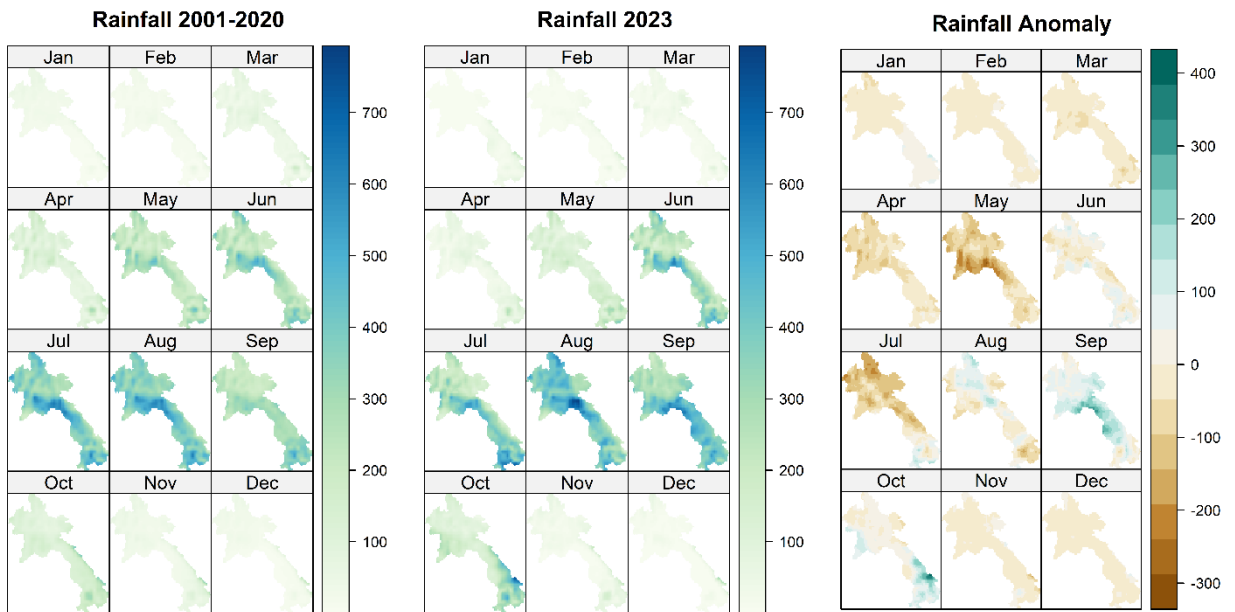 Rainfall 2001-2020
Jan Feb Mar
Apr May Jun
Jul Aug Sep
Oct Nov Dec
700
600
500
400
300
200
100
Rainfall 2023
Jan Feb Mar
Apr May Jun
Jul Aug Sep
Oct Nov Dec
700
600
500
400
300
200
100
Rainfall Anomaly
Jan Feb Mar
Apr May Jun
Jul Aug Sep
Oct Nov Dec
400
300
200
100
0
-100
-200
-300